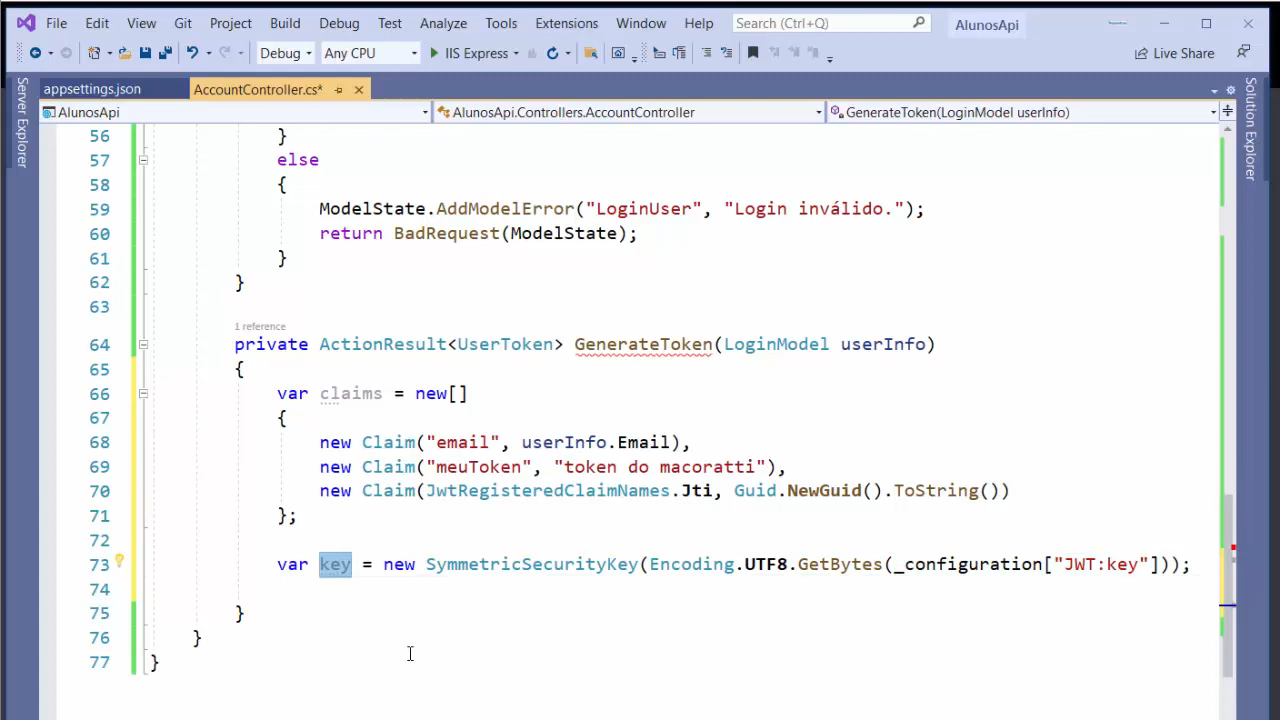 File Edit View Git Project Build Debug Test Analyze Tools Extensions Window Help Search (Ctrl+Q) AlunosApi
Debug Any CPU IIS Express Live Share
Server Explorer
appsettings.json AccountController.cs*
AlunosApi AlunosApi.Controllers.AccountController GenerateToken(LoginModel userInfo)
Solution Explorer
56 }
57 else
58 {
59 ModelState.AddModelError("LoginUser", "Login inválido.");
60 return BadRequest(ModelState);
61 }
62 }
63
1 reference
64 private ActionResult<UserToken> GenerateToken(LoginModel userInfo)
65 {
66 var claims = new[]
67 {
68 new Claim("email", userInfo.Email),
69 new Claim("meuToken", "token do macoratti"),
70 new Claim(JwtRegisteredClaimNames.Jti, Guid.NewGuid().ToString())
71 };
72
73 var key = new SymmetricSecurityKey(Encoding.UTF8.GetBytes(_configuration["JWT:key"]));
74
75 }
76 }
77 }